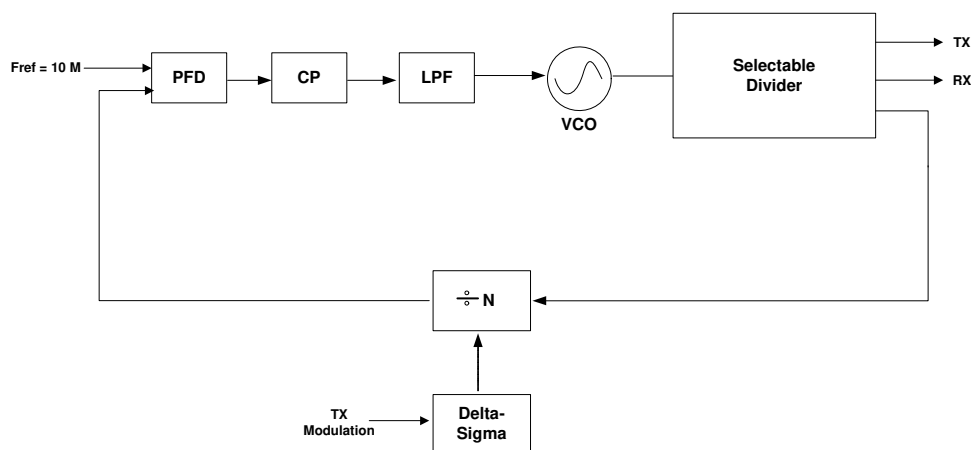 Fref = 10 M
PFD
CP
LPF
VCO
Selectable
Divider
TX
RX
÷ N
TX
Modulation
Delta-
Sigma